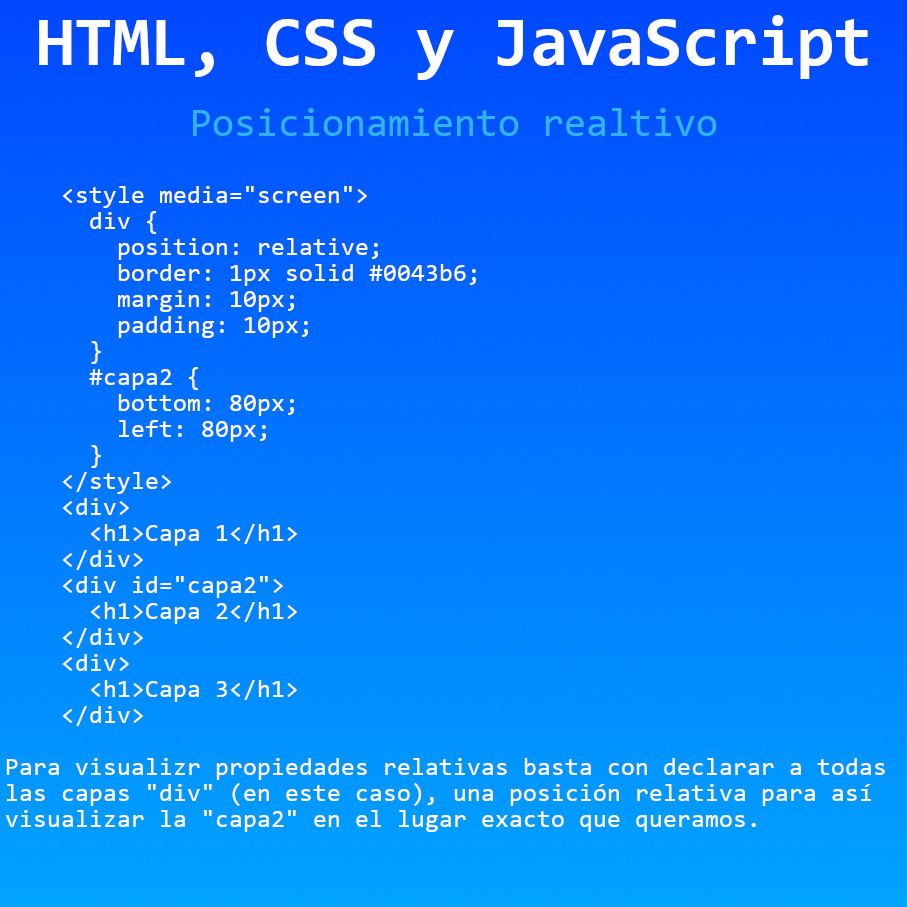 HTML, CSS y JavaScript
Posicionamiento realtivo
<style media="screen">
  div {
    position: relative;
    border: 1px solid #0043b6;
    margin: 10px;
    padding: 10px;
  }
  #capa2 {
    bottom: 80px;
    left: 80px;
  }
</style>
<div>
  <h1>Capa 1</h1>
</div>
<div id="capa2">
  <h1>Capa 2</h1>
</div>
<div>
  <h1>Capa 3</h1>
</div>
Para visualizr propiedades relativas basta con declarar a todas
las capas "div" (en este caso), una posición relativa para así
visualizar la "capa2" en el lugar exacto que queramos.